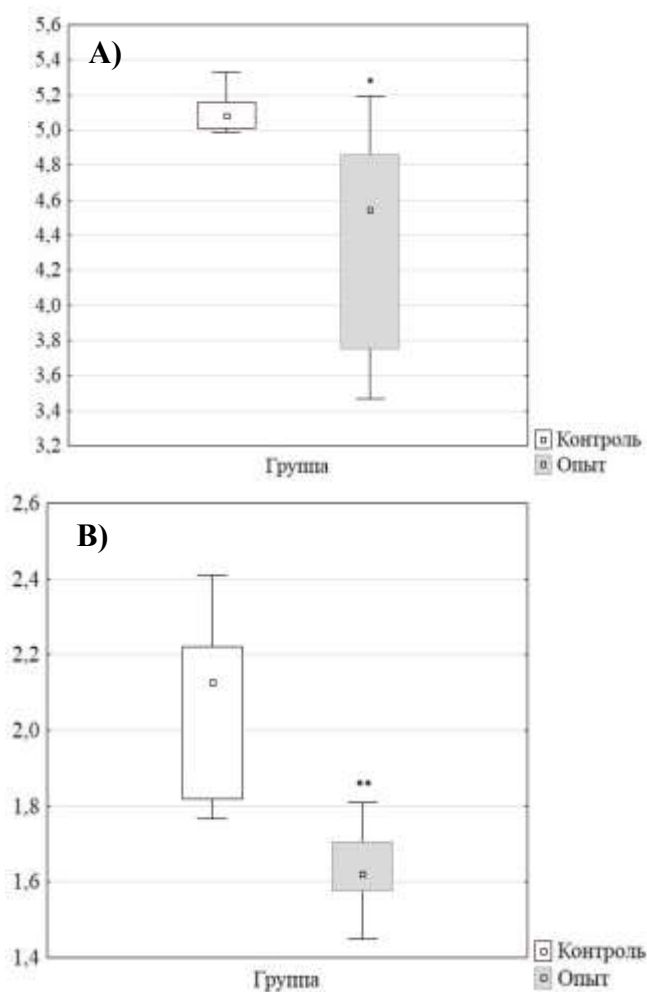 5,6
A)
5,4
*
5,2
5,0
4,8
4,6
4,4
4,2
4,0
3,8
3,6
3,4
3,2
Контроль
Группа
Опыт
2,6
B)
2,4
2,2
2,0
**
1,8
1,6
1,4
Контроль
Группа
Опыт